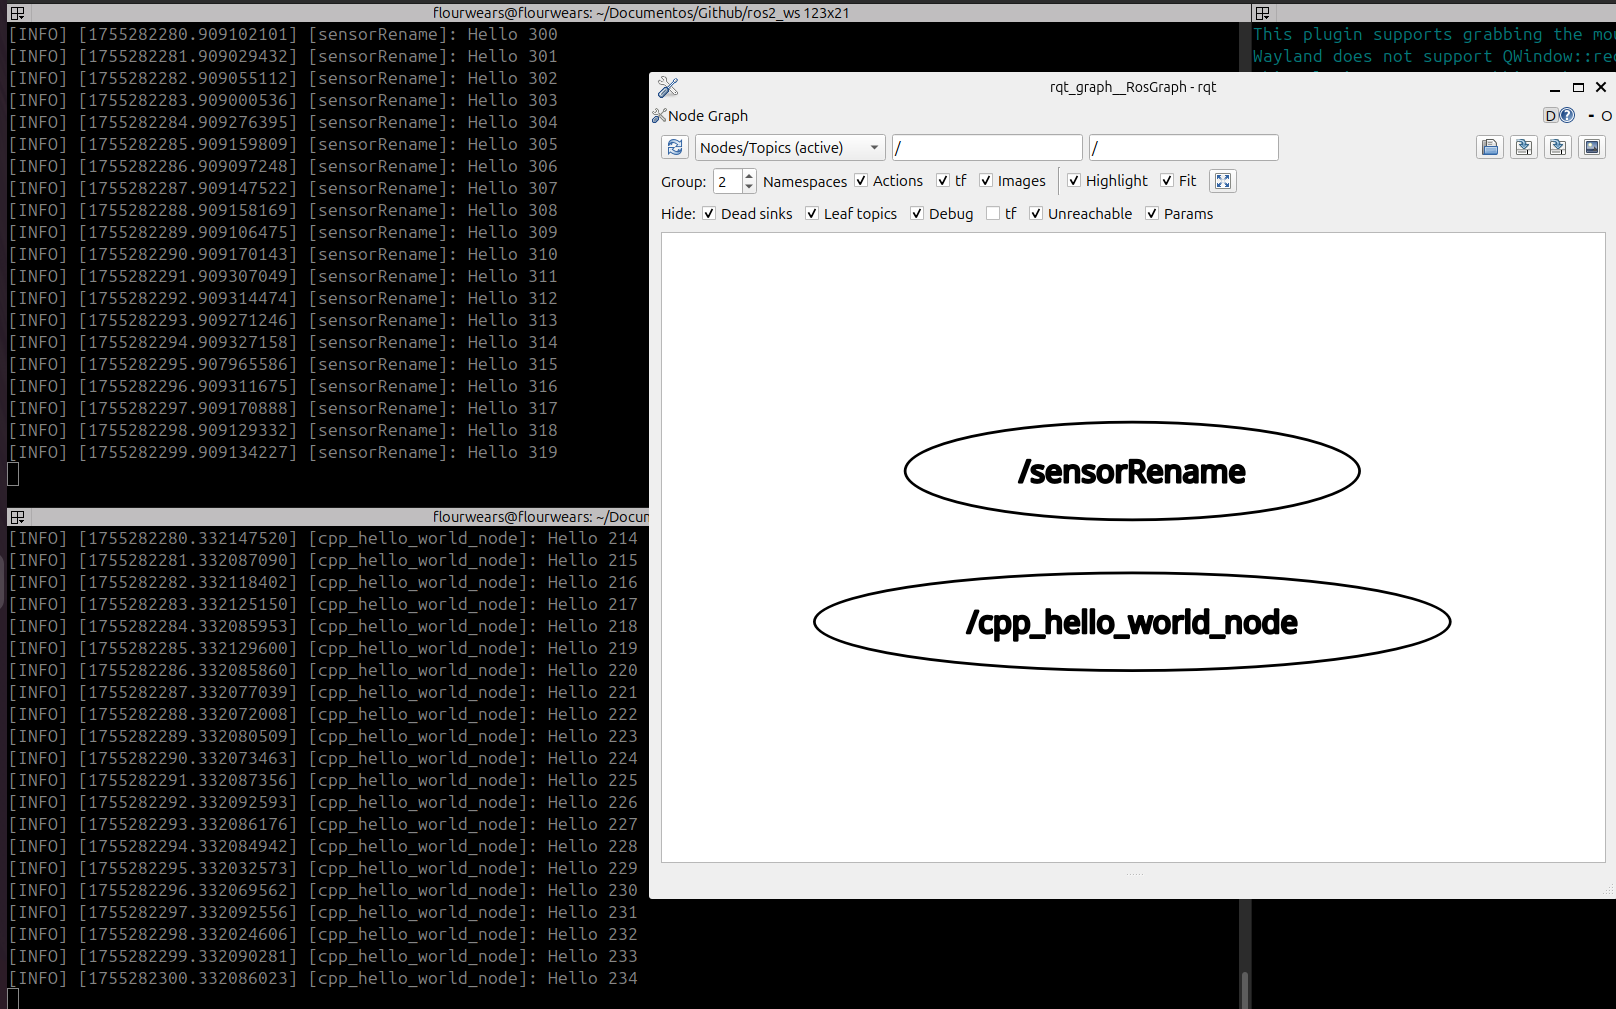 flourwears@flourwears: ~/Documentos/Github/ros2_ws 123x21
[INFO] [1755282280.909102101] [sensorRename]: Hello 300
[INFO] [1755282281.909029432] [sensorRename]: Hello 301
[INFO] [1755282282.909055112] [sensorRename]: Hello 302
[INFO] [1755282283.909000536] [sensorRename]: Hello 303
[INFO] [1755282284.909276395] [sensorRename]: Hello 304
[INFO] [1755282285.909159809] [sensorRename]: Hello 305
[INFO] [1755282286.909097248] [sensorRename]: Hello 306
[INFO] [1755282287.909147522] [sensorRename]: Hello 307
[INFO] [1755282288.909158169] [sensorRename]: Hello 308
[INFO] [1755282289.909106475] [sensorRename]: Hello 309
[INFO] [1755282290.909170143] [sensorRename]: Hello 310
[INFO] [1755282291.909307049] [sensorRename]: Hello 311
[INFO] [1755282292.909314474] [sensorRename]: Hello 312
[INFO] [1755282293.909271246] [sensorRename]: Hello 313
[INFO] [1755282294.909327158] [sensorRename]: Hello 314
[INFO] [1755282295.907965586] [sensorRename]: Hello 315
[INFO] [1755282296.909311675] [sensorRename]: Hello 316
[INFO] [1755282297.909170888] [sensorRename]: Hello 317
[INFO] [1755282298.909129332] [sensorRename]: Hello 318
[INFO] [1755282299.909134227] [sensorRename]: Hello 319
flourwears@flourwears: ~/Docum
[INFO] [1755282280.332147520] [cpp_hello_world_node]: Hello 214
[INFO] [1755282281.332087090] [cpp_hello_world_node]: Hello 215
[INFO] [1755282282.332118402] [cpp_hello_world_node]: Hello 216
[INFO] [1755282283.332125150] [cpp_hello_world_node]: Hello 217
[INFO] [1755282284.332085953] [cpp_hello_world_node]: Hello 218
[INFO] [1755282285.332129600] [cpp_hello_world_node]: Hello 219
[INFO] [1755282286.332085860] [cpp_hello_world_node]: Hello 220
[INFO] [1755282287.332077039] [cpp_hello_world_node]: Hello 221
[INFO] [1755282288.332072008] [cpp_hello_world_node]: Hello 222
[INFO] [1755282289.332080509] [cpp_hello_world_node]: Hello 223
[INFO] [1755282290.332073463] [cpp_hello_world_node]: Hello 224
[INFO] [1755282291.332087356] [cpp_hello_world_node]: Hello 225
[INFO] [1755282292.332092593] [cpp_hello_world_node]: Hello 226
[INFO] [1755282293.332086176] [cpp_hello_world_node]: Hello 227
[INFO] [1755282294.332084942] [cpp_hello_world_node]: Hello 228
[INFO] [1755282295.332032573] [cpp_hello_world_node]: Hello 229
[INFO] [1755282296.332069562] [cpp_hello_world_node]: Hello 230
[INFO] [1755282297.332092556] [cpp_hello_world_node]: Hello 231
[INFO] [1755282298.332024606] [cpp_hello_world_node]: Hello 232
[INFO] [1755282299.332090281] [cpp_hello_world_node]: Hello 233
[INFO] [1755282300.332086023] [cpp_hello_world_node]: Hello 234
This plugin supports grabbing the mou
Wayland does not support QWindow::rec
rqt_graph__RosGraph - rqt
Node Graph D - O
Nodes/Topics (active) / /
Group: 2 Namespaces Actions tf Images Highlight Fit
Hide: Dead sinks Leaf topics Debug tf Unreachable Params
/sensorRename
/cpp_hello_world_node